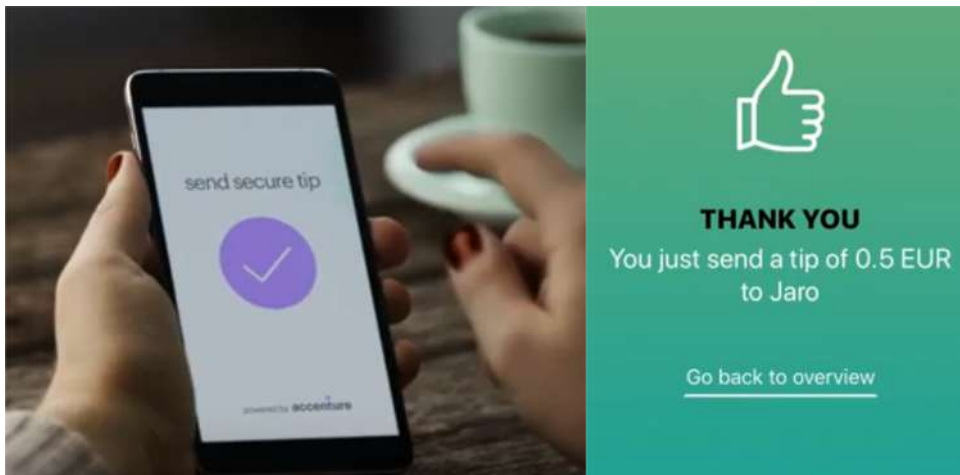 send secure tip
powered by accenture
THANK YOU
You just send a tip of 0.5 EUR
to Jaro
Go back to overview